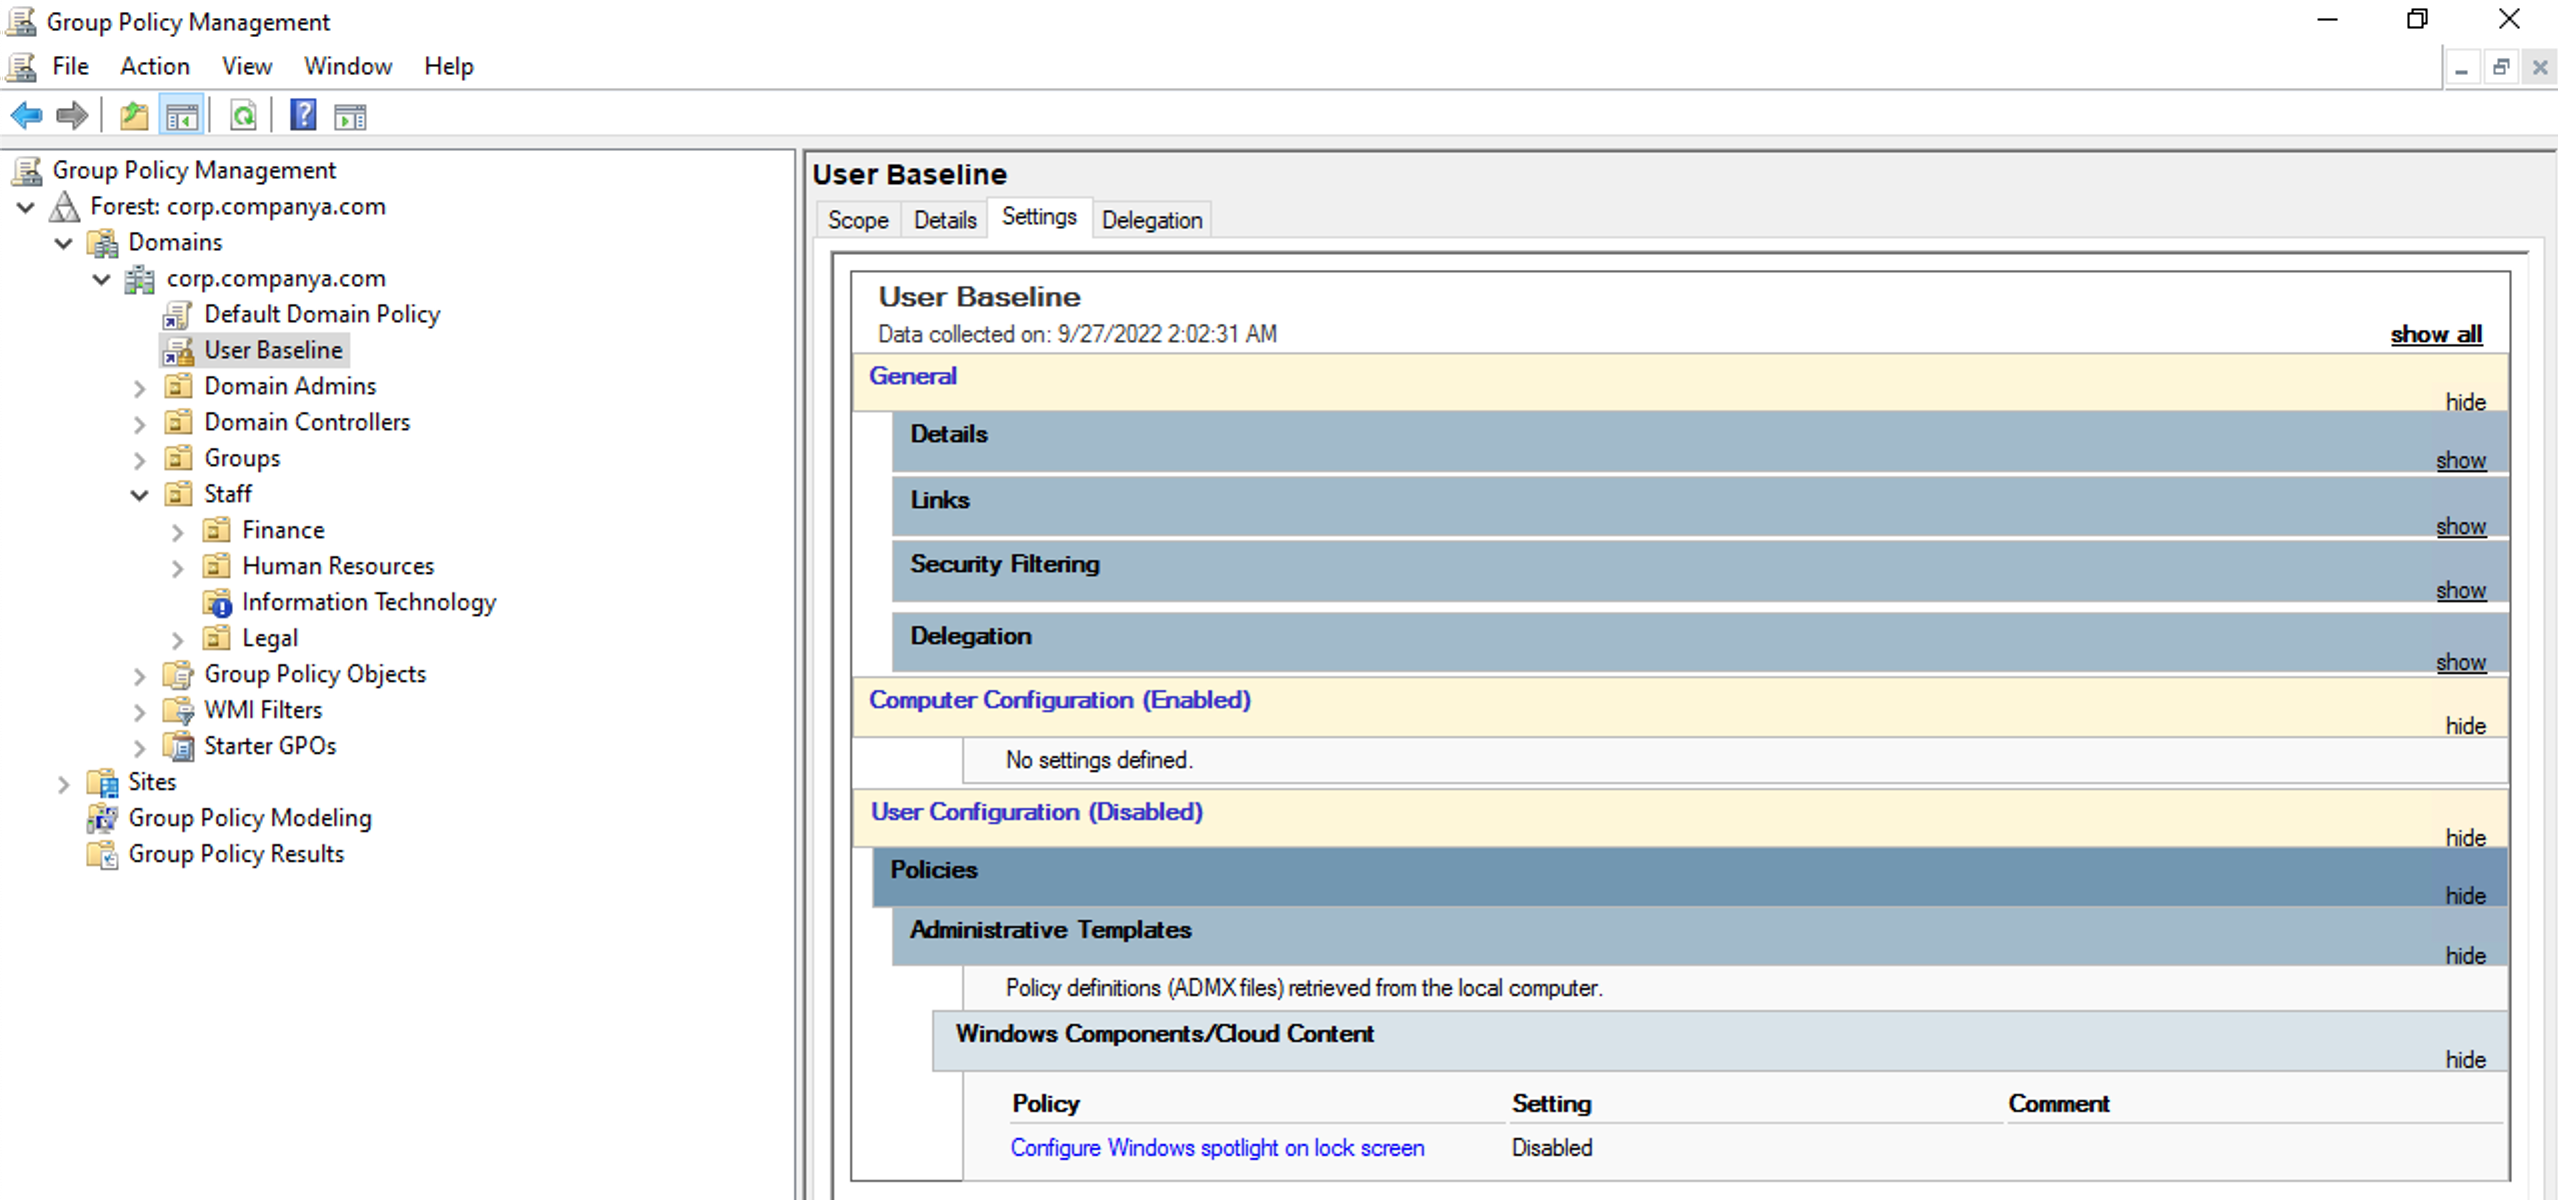 Group Policy Management
File Action View Window Help
Group Policy Management
Forest: corp.companya.com
Domains
corp.companya.com
Default Domain Policy
User Baseline
Domain Admins
Domain Controllers
Groups
Staff
Finance
Human Resources
Information Technology
Legal
Group Policy Objects
WMI Filters
Starter GPOs
Sites
Group Policy Modeling
Group Policy Results
User Baseline
Scope Details Settings Delegation
User Baseline
Data collected on: 9/27/2022 2:02:31 AM show all
General
hide
Details
show
Links
show
Security Filtering
show
Delegation
show
Computer Configuration (Enabled)
hide
No settings defined.
User Configuration (Disabled)
hide
Policies
hide
Administrative Templates
hide
Policy definitions (ADMX files) retrieved from the local computer.
Windows Components/Cloud Content
hide
Policy Setting Comment
Configure Windows spotlight on lock screen Disabled